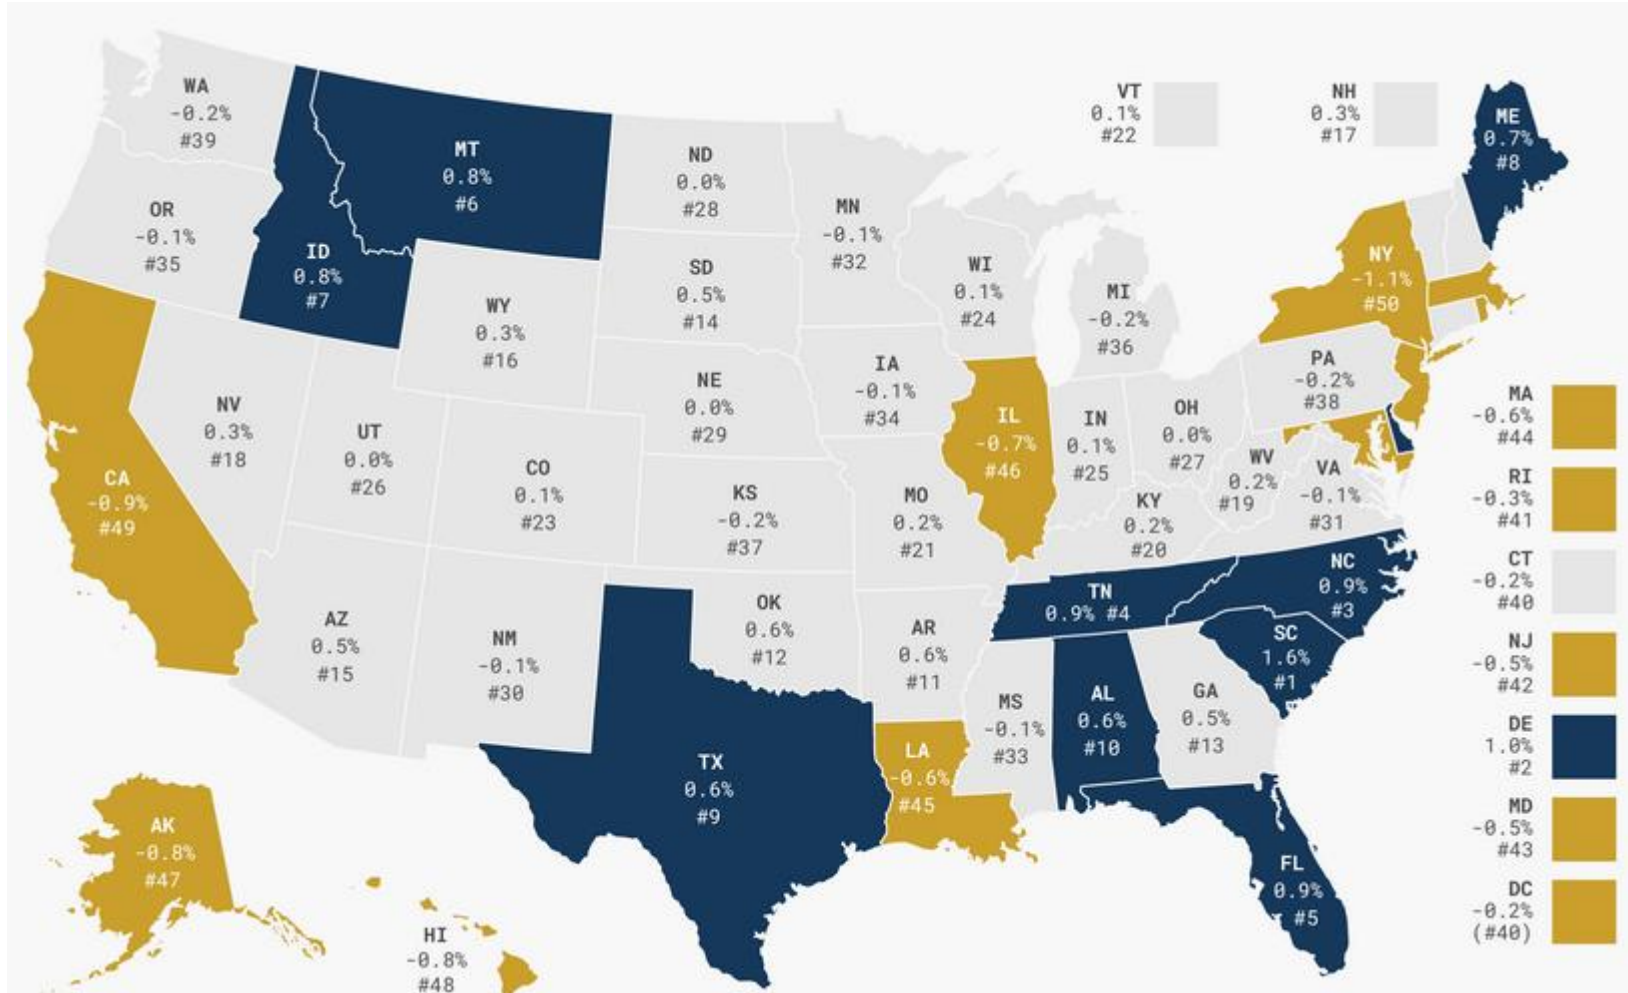 WA
-0.2%
#39
OR
-0.1%
#35
CA
-0.9%
#49
ID
0.8%
#7
MT
0.8%
#6
NV
0.3%
#18
UT
0.0%
#26
AZ
0.5%
#15
WY
0.3%
#16
CO
0.1%
#23
NM
-0.1%
#30
ND
0.0%
#28
SD
0.5%
#14
NE
0.0%
#29
KS
-0.2%
#37
OK
0.6%
#12
TX
0.6%
#9
MN
-0.1%
#32
IA
-0.1%
#34
MO
0.2%
#21
AR
0.6%
#11
LA
-0.6%
#45
WI
0.1%
#24
IL
-0.7%
#46
MI
-0.2%
#36
IN
0.1%
#25
OH
0.0%
#27
KY
0.2%
#20
WV
0.2%
#19
VA
-0.1%
#31
TN
0.9% #4
NC
0.9%
#3
SC
1.6%
#1
MS
-0.1%
#33
AL
0.6%
#10
GA
0.5%
#13
FL
0.9%
#5
PA
-0.2%
#38
NY
-1.1%
#50
VT
0.1%
#22
NH
0.3%
#17
ME
0.7%
#8
MA
-0.6%
#44
RI
-0.3%
#41
CT
-0.2%
#40
NJ
-0.5%
#42
DE
1.0%
#2
MD
-0.5%
#43
DC
-0.2%
(#40)
AK
-0.8%
#47
HI
-0.8%
#48